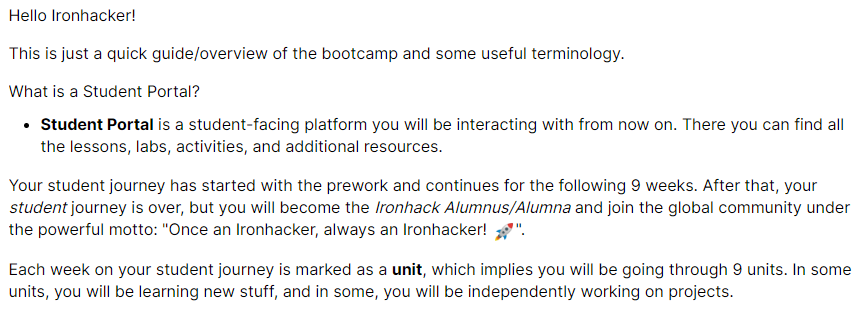 Hello Ironhacker!
This is just a quick guide/overview of the bootcamp and some useful terminology.
What is a Student Portal?
• Student Portal is a student-facing platform you will be interacting with from now on. There you can find all
the lessons, labs, activities, and additional resources.
Your student journey has started with the prework and continues for the following 9 weeks. After that, your
student journey is over, but you will become the Ironhack Alumnus/Alumna and join the global community under
the powerful motto: "Once an Ironhacker, always an Ironhacker! 🚀".
Each week on your student journey is marked as a unit, which implies you will be going through 9 units. In some
units, you will be learning new stuff, and in some, you will be independently working on projects.